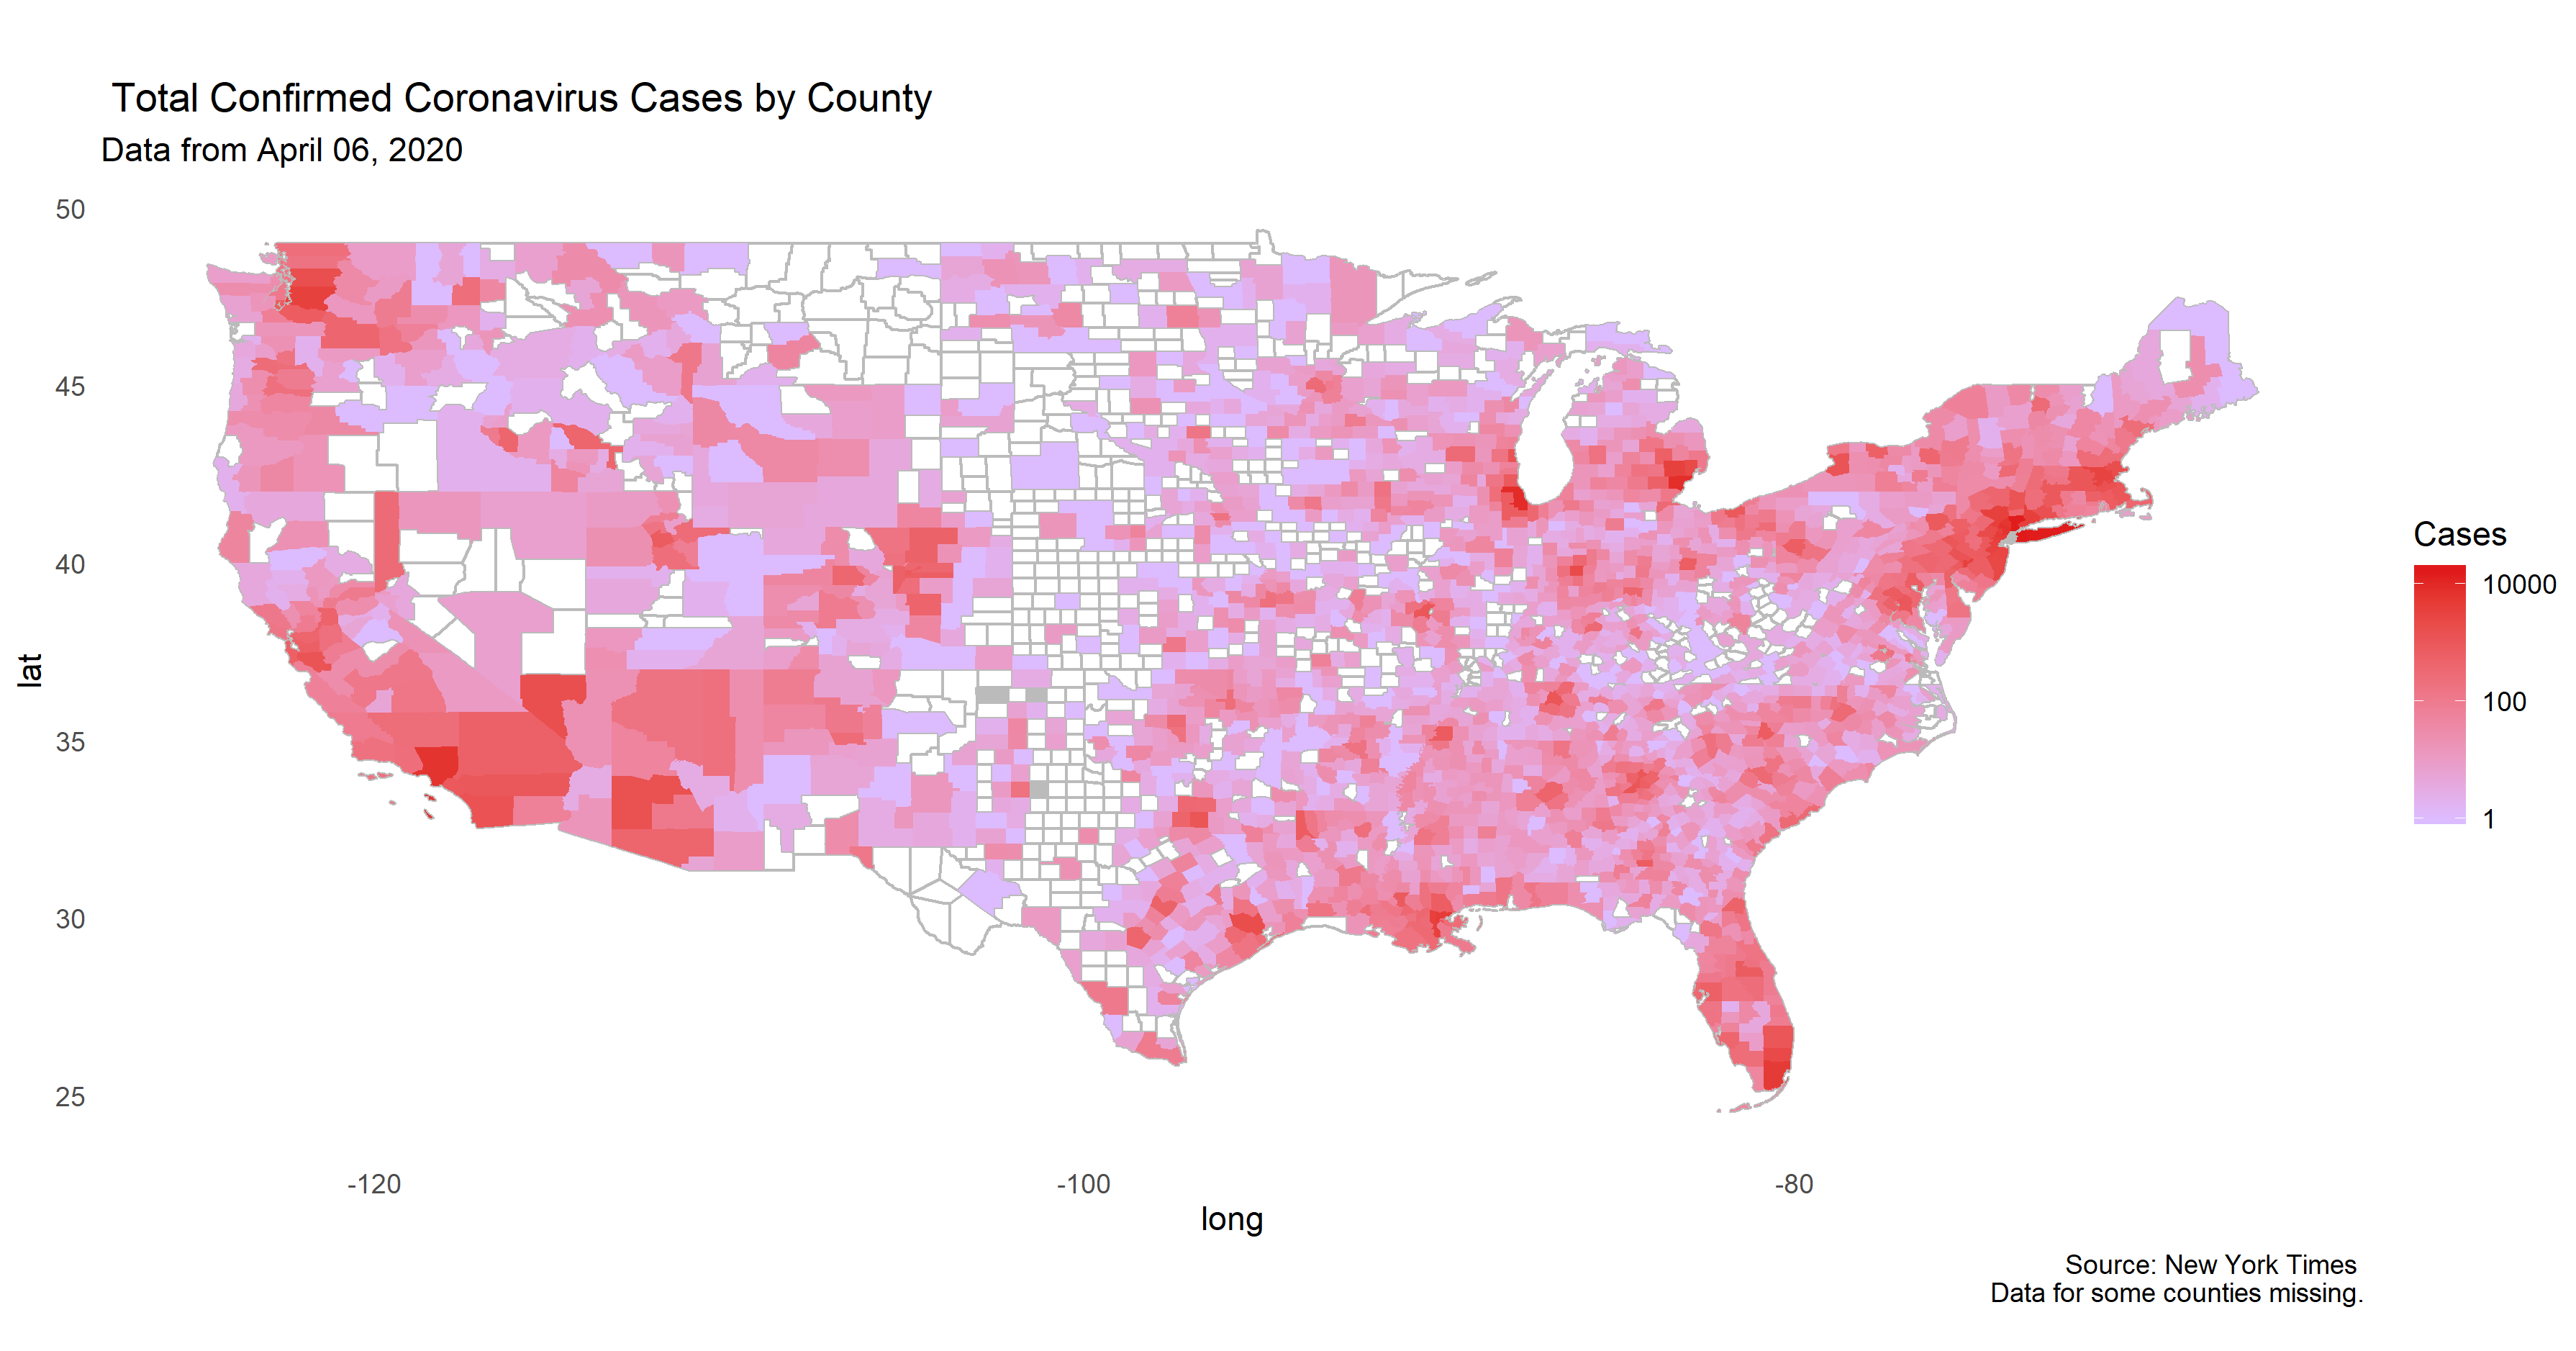 Total Confirmed Coronavirus Cases by County
Data from April 06, 2020
50
45
40
35
30
25
lat
-120
-100
-80
long
Cases
10000
100
1
Source: New York Times
Data for some counties missing.